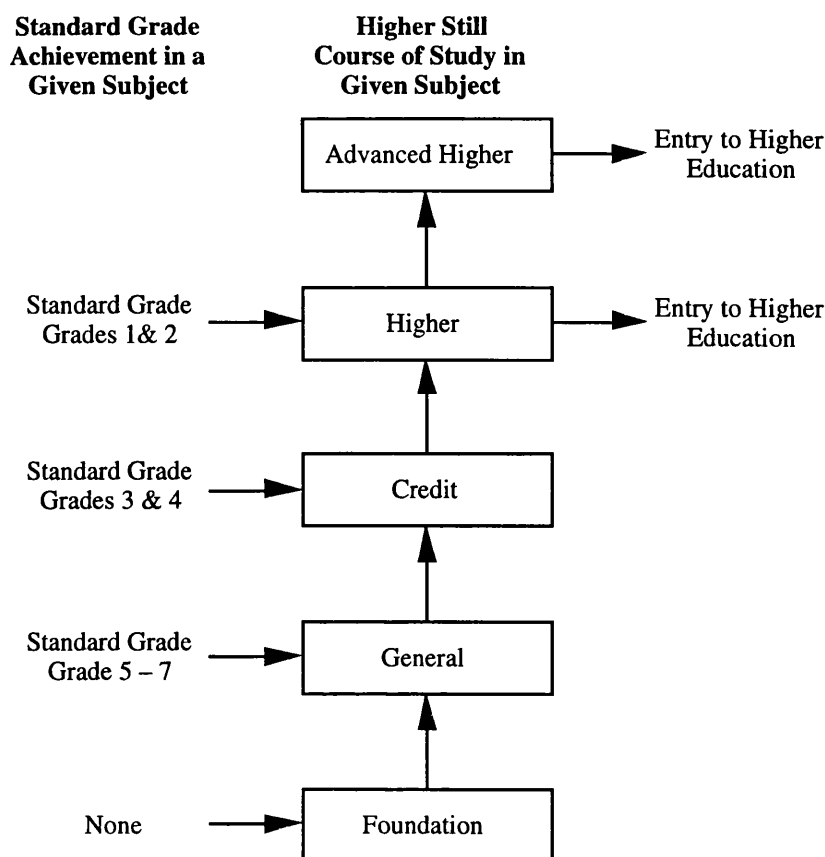 Standard Grade
Achievement in a
Given Subject
Higher Still
Course of Study in
Given Subject
Advanced Higher
Entry to Higher
Education
Standard Grade
Grades 1& 2
Higher
Entry to Higher
Education
Standard Grade
Grades 3 & 4
Credit
Standard Grade
Grade 5 – 7
General
None
Foundation